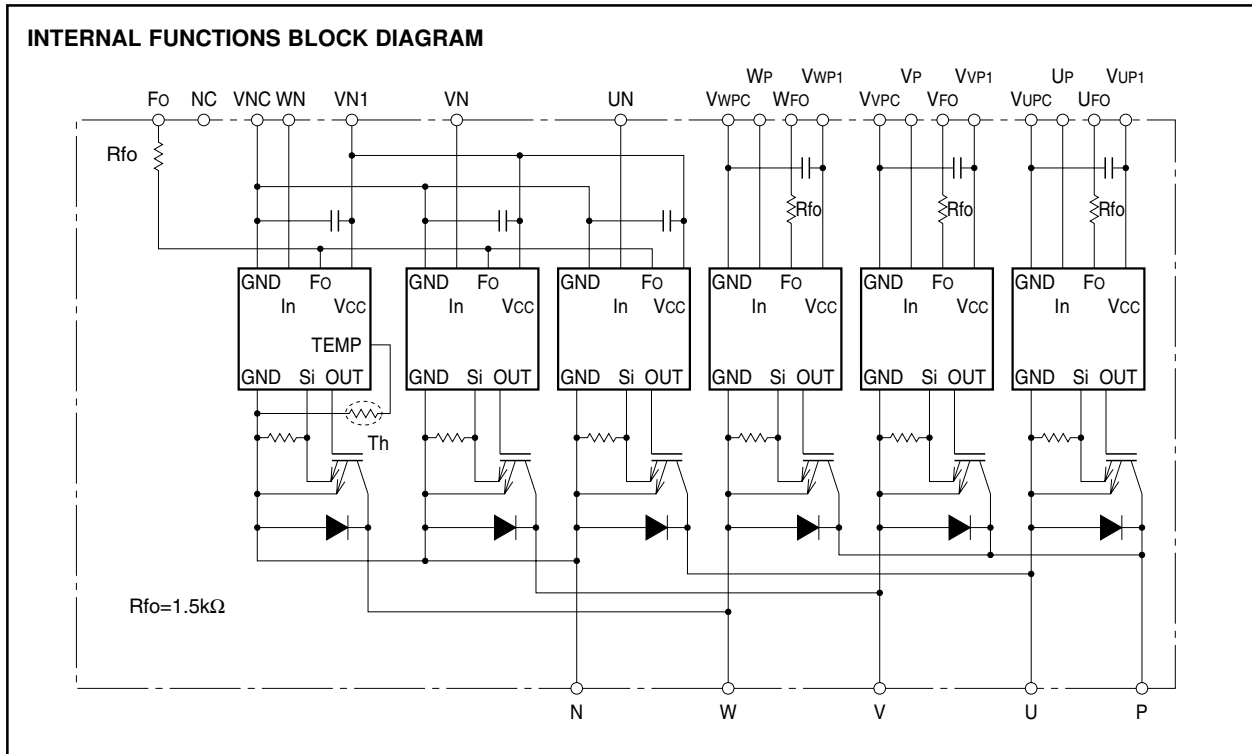 INTERNAL FUNCTIONS BLOCK DIAGRAM
WP VWP1 VP VVP1 UP VUP1
FO NC VNC WN VN1 VN UN VWPC WFO VVPC VFO VUPC UFO
Rfo
Rfo Rfo Rfo
GND FO GND FO GND FO GND FO GND FO GND FO
In VCC In VCC In VCC In VCC In VCC In VCC
TEMP
GND Si OUT GND Si OUT GND Si OUT GND Si OUT GND Si OUT GND Si OUT
Th
Rfo=1.5kΩ
N W V U P